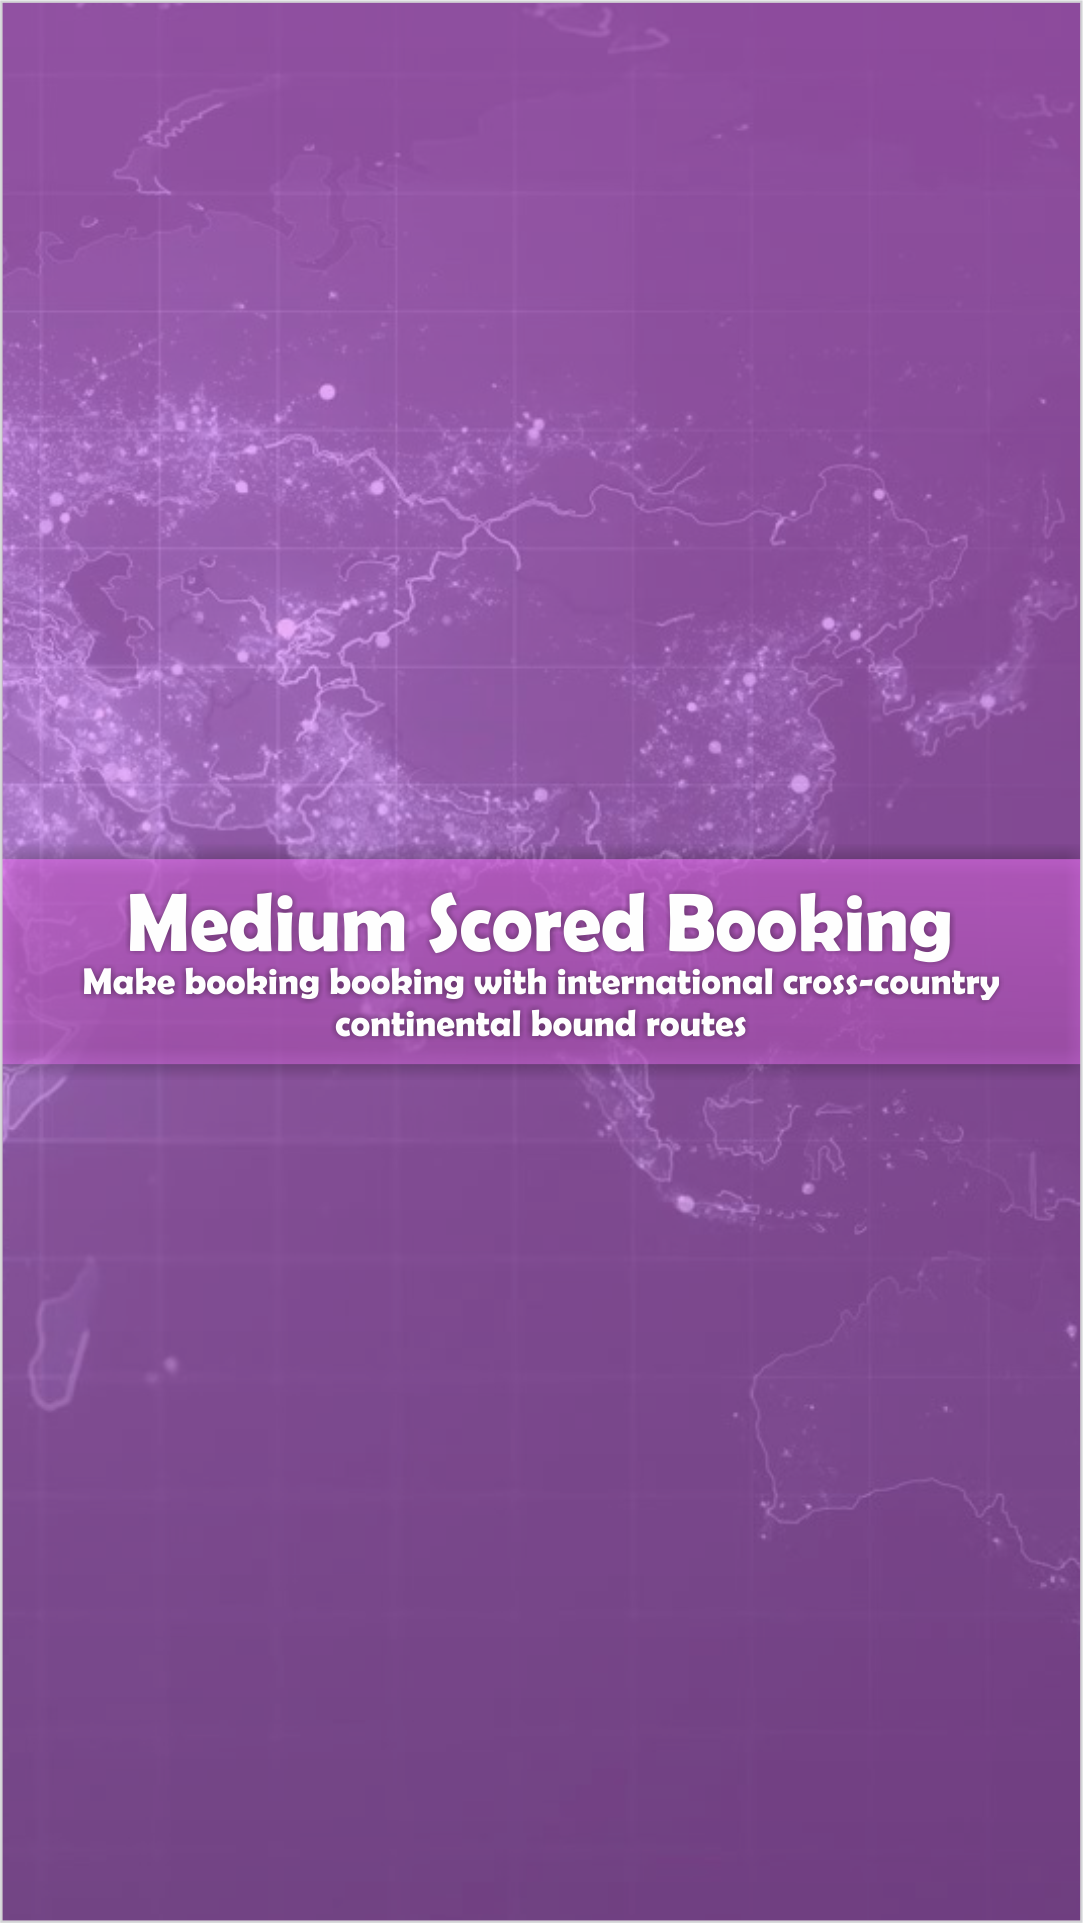 Medium Scored Booking
Make booking booking with international cross-country
continental bound routes